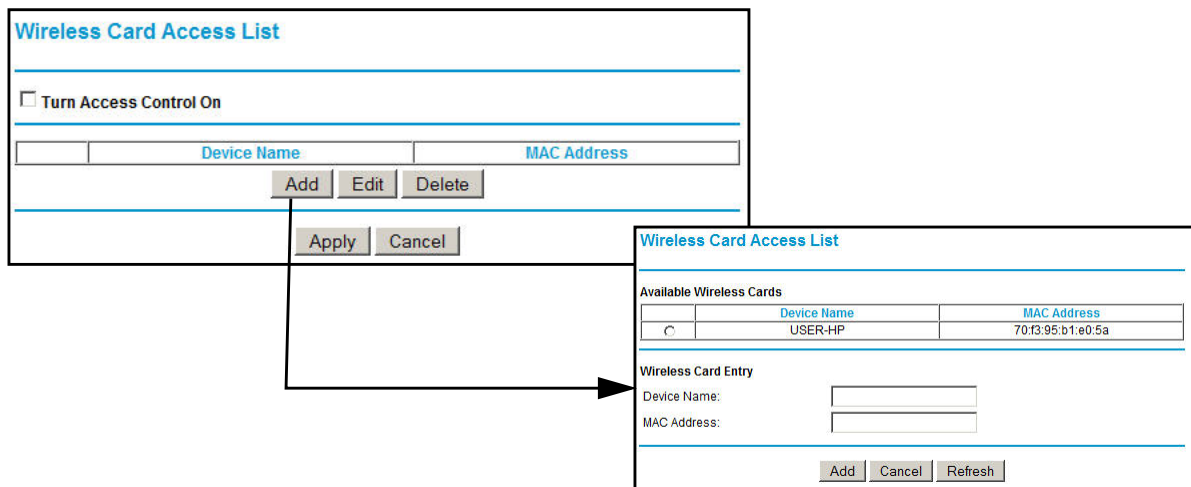 Wireless Card Access List
Turn Access Control On
Device Name MAC Address
Add Edit Delete
Apply Cancel
Wireless Card Access List
Available Wireless Cards
Device Name MAC Address
USER-HP 70:f3:95:b1:e0:5a
Wireless Card Entry
Device Name:
MAC Address:
Add Cancel Refresh